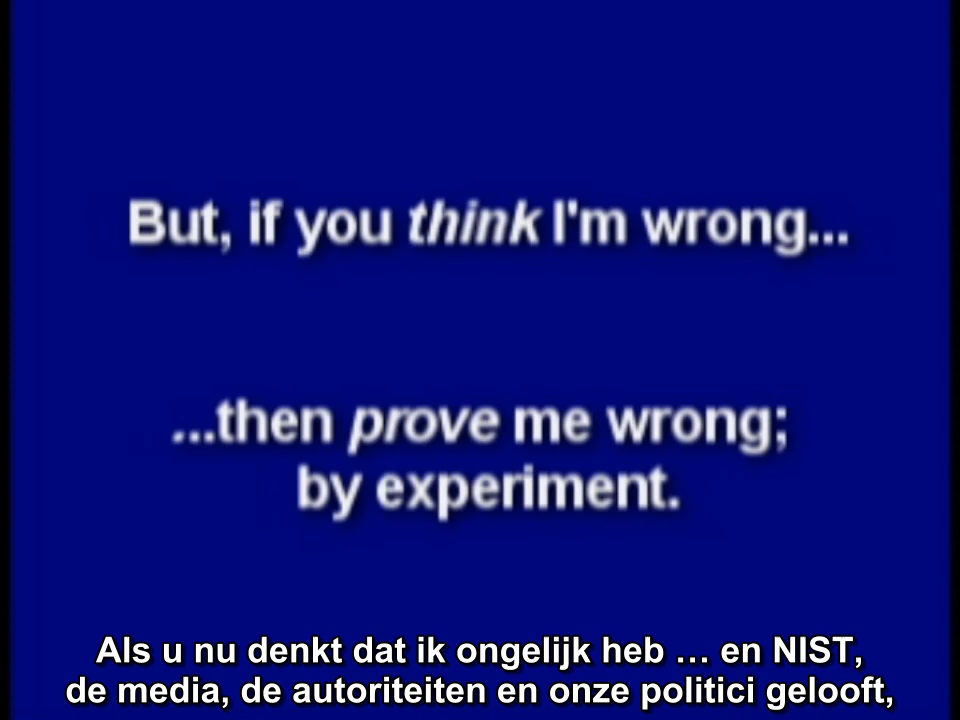 But, if you think I'm wrong...
...then prove me wrong;
by experiment.
Als u nu denkt dat ik ongelijk heb … en NIST,
de media, de autoriteiten en onze politici gelooft,